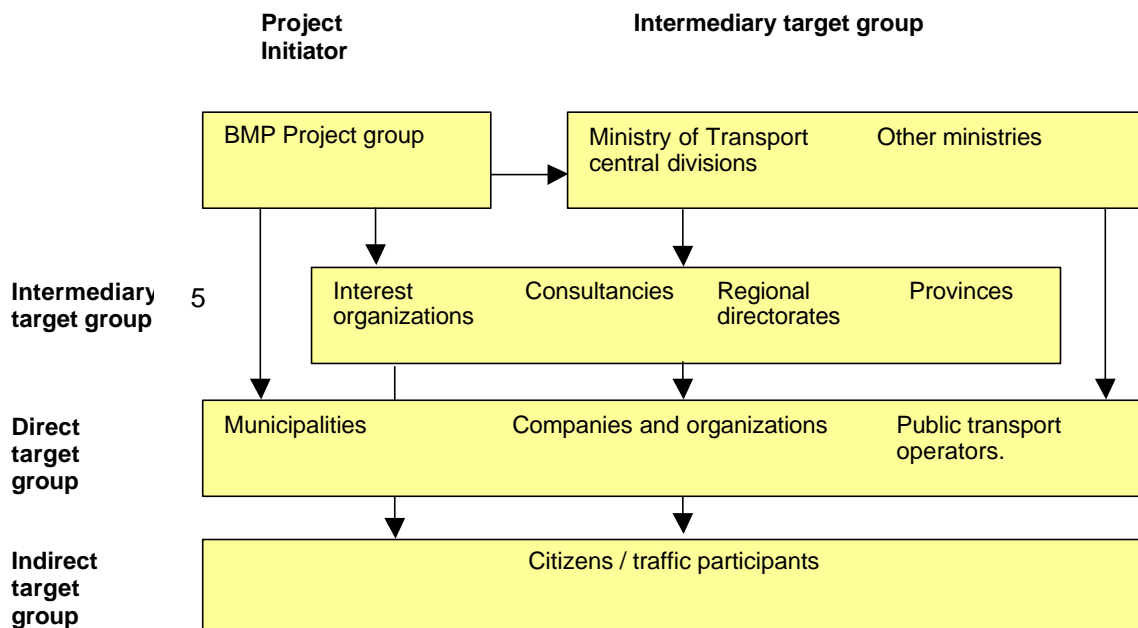 Project
Initiator
Intermediary target group
BMP Project group
Ministry of Transport
central divisions
Other ministries
Intermediary
target group
5
Interest
organizations
Consultancies
Regional
directorates
Provinces
Direct
target
group
Municipalities
Companies and organizations
Public transport
operators.
Indirect
target
group
Citizens / traffic participants